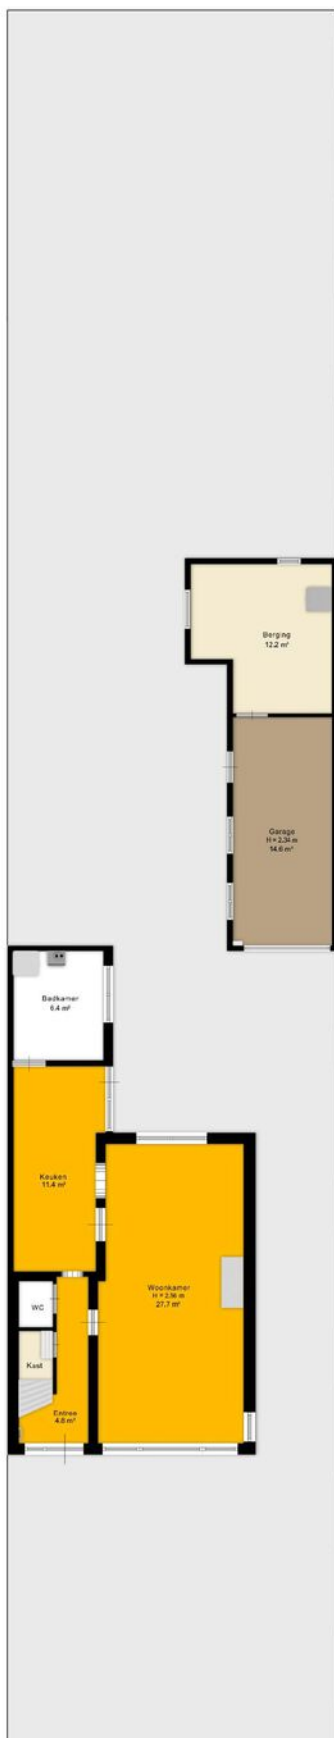 Berging
12.2 m²
Garage
H = 2.34 m
14.6 m²
Badkamer
6.4 m²
Keuken
11.4 m²
Woonkamer
H = 2.56 m
27.7 m²
WC
Kast
Entree
4.6 m²